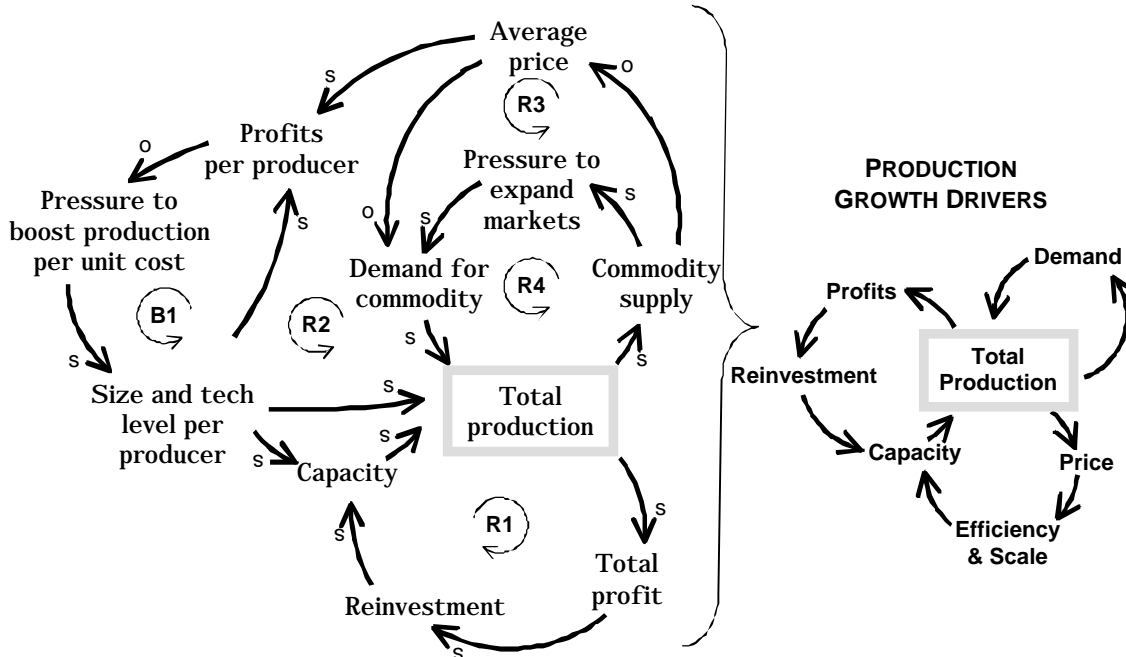 Average
price
s
o
R3
Profits
per producer
o
Pressure to
expand
markets
Pressure to
boost production
per unit cost
s
s
s
o
Demand for
commodity
R4
Commodity
supply
B1
R2
s
s
s
Size and tech
level per
producer
s
Total
production
s
s
Capacity
s
R1
s
s
Total
profit
Reinvestment
s
PRODUCTION
GROWTH DRIVERS
Demand
Profits
Total
Production
Reinvestment
Capacity
Price
Efficiency
& Scale